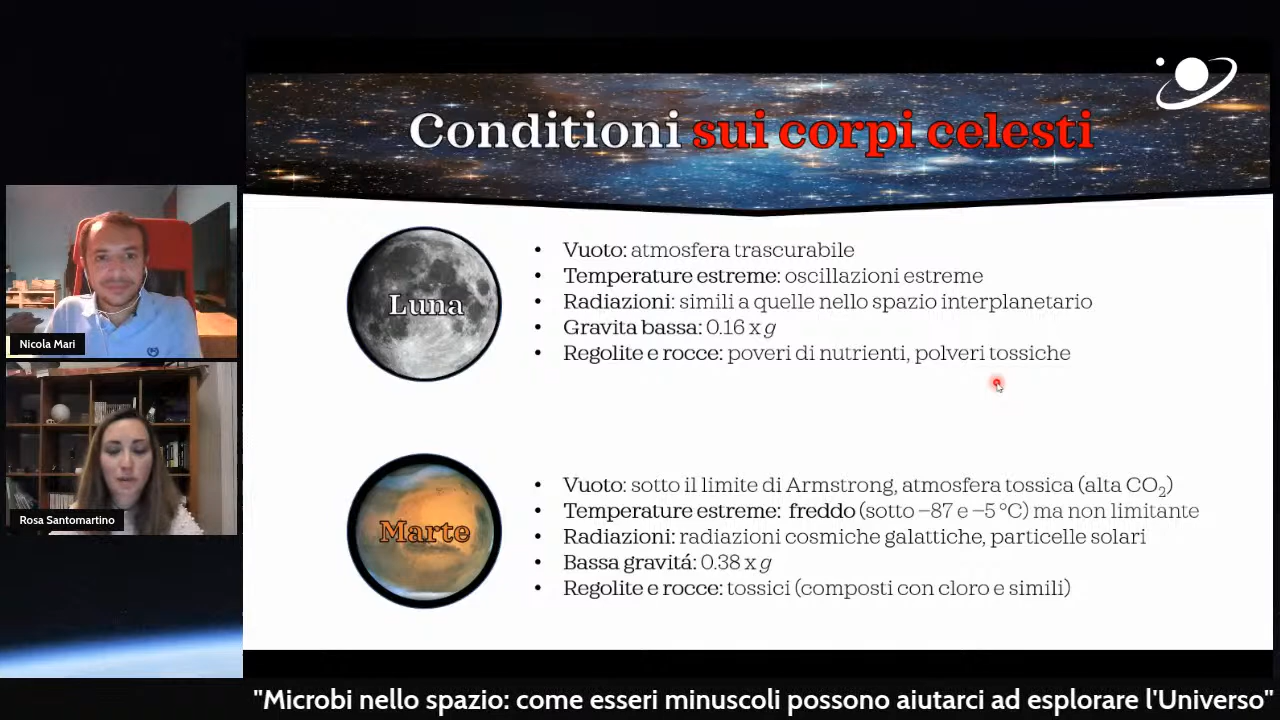 Conditioni sui corpi celesti
Nicola Mari
Rosa Santomartino
Luna
• Vuoto: atmosfera trascurabile
• Temperature estreme: oscillazioni estreme
• Radiazioni: simili a quelle nello spazio interplanetario
• Gravita bassa: 0.16 x g
• Regolite e rocce: poveri di nutrienti, polveri tossiche
Marte
• Vuoto: sotto il limite di Armstrong, atmosfera tossica (alta CO₂)
• Temperature estreme: freddo (sotto –87 e –5 °C) ma non limitante
• Radiazioni: radiazioni cosmiche galattiche, particelle solari
• Bassa gravitá: 0.38 x g
• Regolite e rocce: tossici (composti con cloro e simili)
"Microbi nello spazio: come esseri minuscoli possono aiutarci ad esplorare l'Universo"